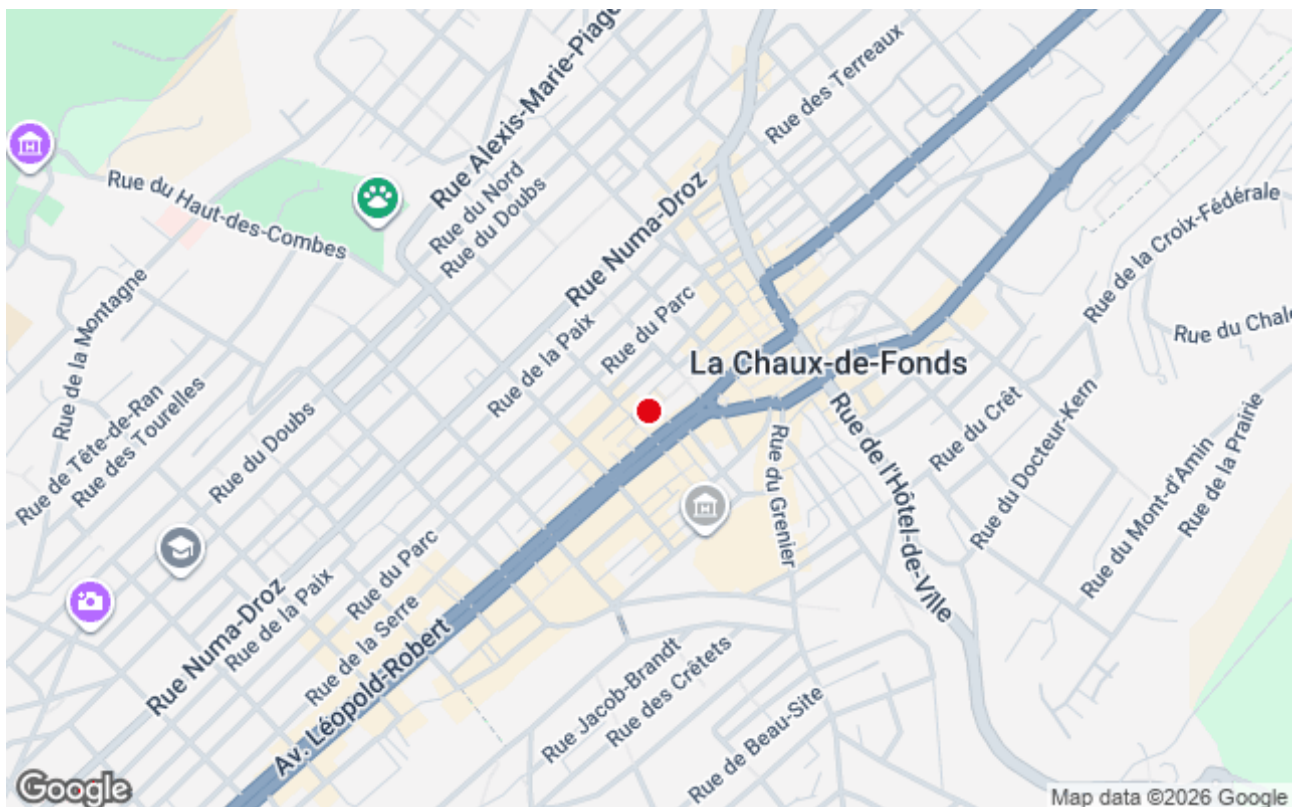 Rue Alexis-Marie-Piage
Rue des Terreaux
Rue du Nord
Rue du Doubs
Rue du Haut-des-Combes
Rue Numa-Droz
Rue de la Croix-Fédérale
Rue de la Montagne
Rue du Parc
Rue de la Paix
Rue du Chale
La Chaux-de-Fonds
Rue de Tête-de-Ran
Rue des Tourelles
Rue du Doubs
Rue du Crêt
Rue du Docteur-Kern
Rue de l'Hôtel-de-Ville
Rue du Grenier
Rue du Mont-d'Amin
Rue de la Prairie
Rue du Parc
Rue de la Paix
Rue Numa-Droz
Rue de la Serre
Av. Léopold-Robert
Rue Jacob-Brandt
Rue des Crêtets
Rue de Beau-Site
Google
Map data ©2026 Google